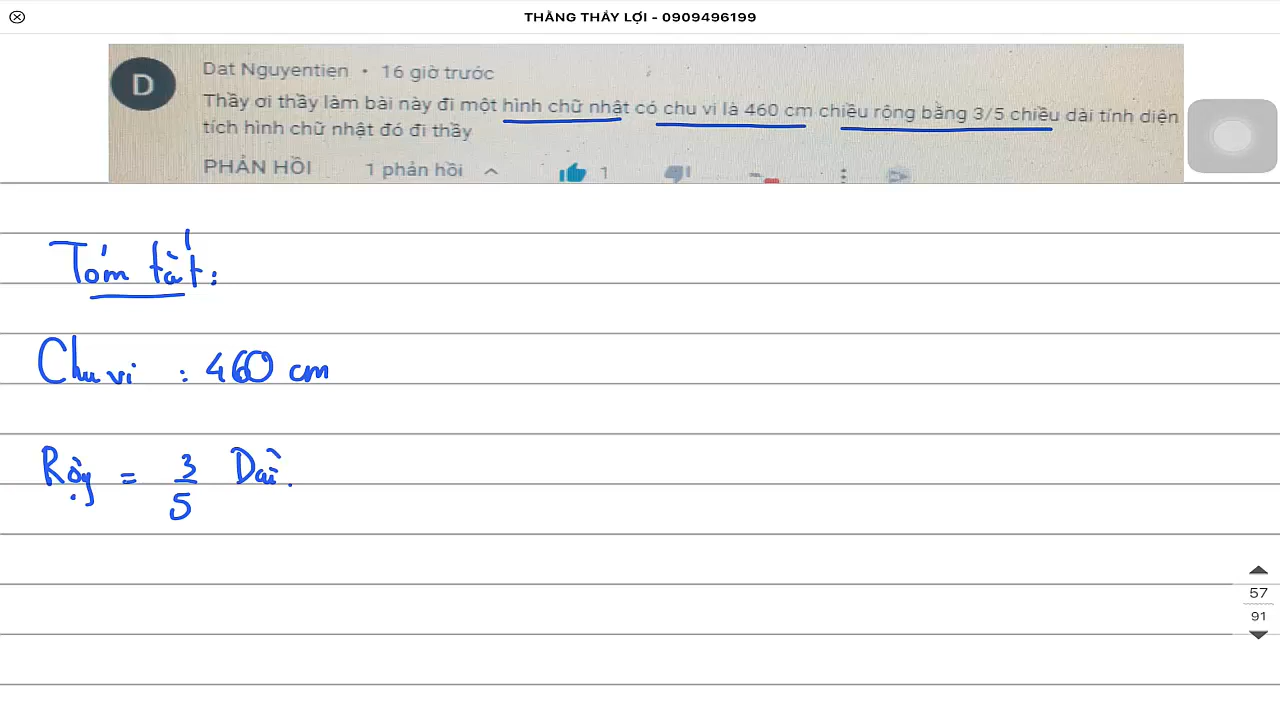 THẮNG THẦY LỢI - 0909496199
D
Dat Nguyentien • 16 giờ trước
Thầy ơi thầy làm bài này đi một hình chữ nhật có chu vi là 460 cm chiều rộng bằng 3/5 chiều dài tính diện
tích hình chữ nhật đó đi thầy
PHẢN HỒI 1 phản hồi 1
Tóm tắt:
Chu vi : 460 cm
Rộng = 3/5 Dài.
57
91